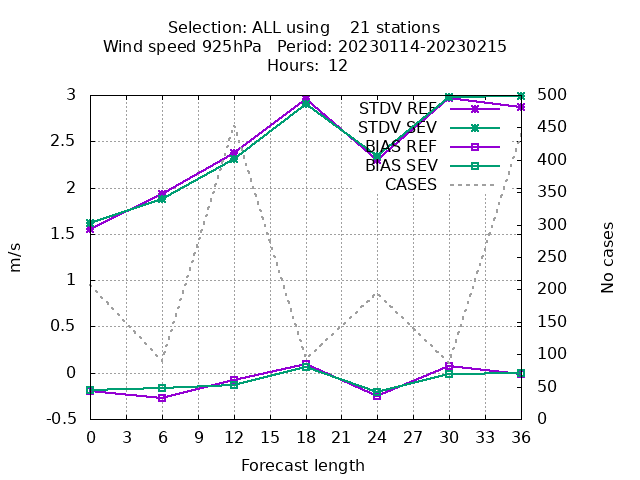 Selection: ALL using    21 stations
Wind speed 925hPa   Period: 20230114-20230215
Hours: 12
3
2.5
2
1.5
1
0.5
0
-0.5
m/s
STDV REF
STDV SEV
BIAS REF
BIAS SEV
CASES
500
450
400
350
300
250
200
150
100
50
0
No cases
0 3 6 9 12 15 18 21 24 27 30 33 36
Forecast length